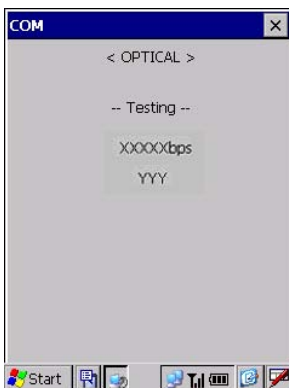 COM
< OPTICAL >
-- Testing --
XXXXXbps
YYY
Start